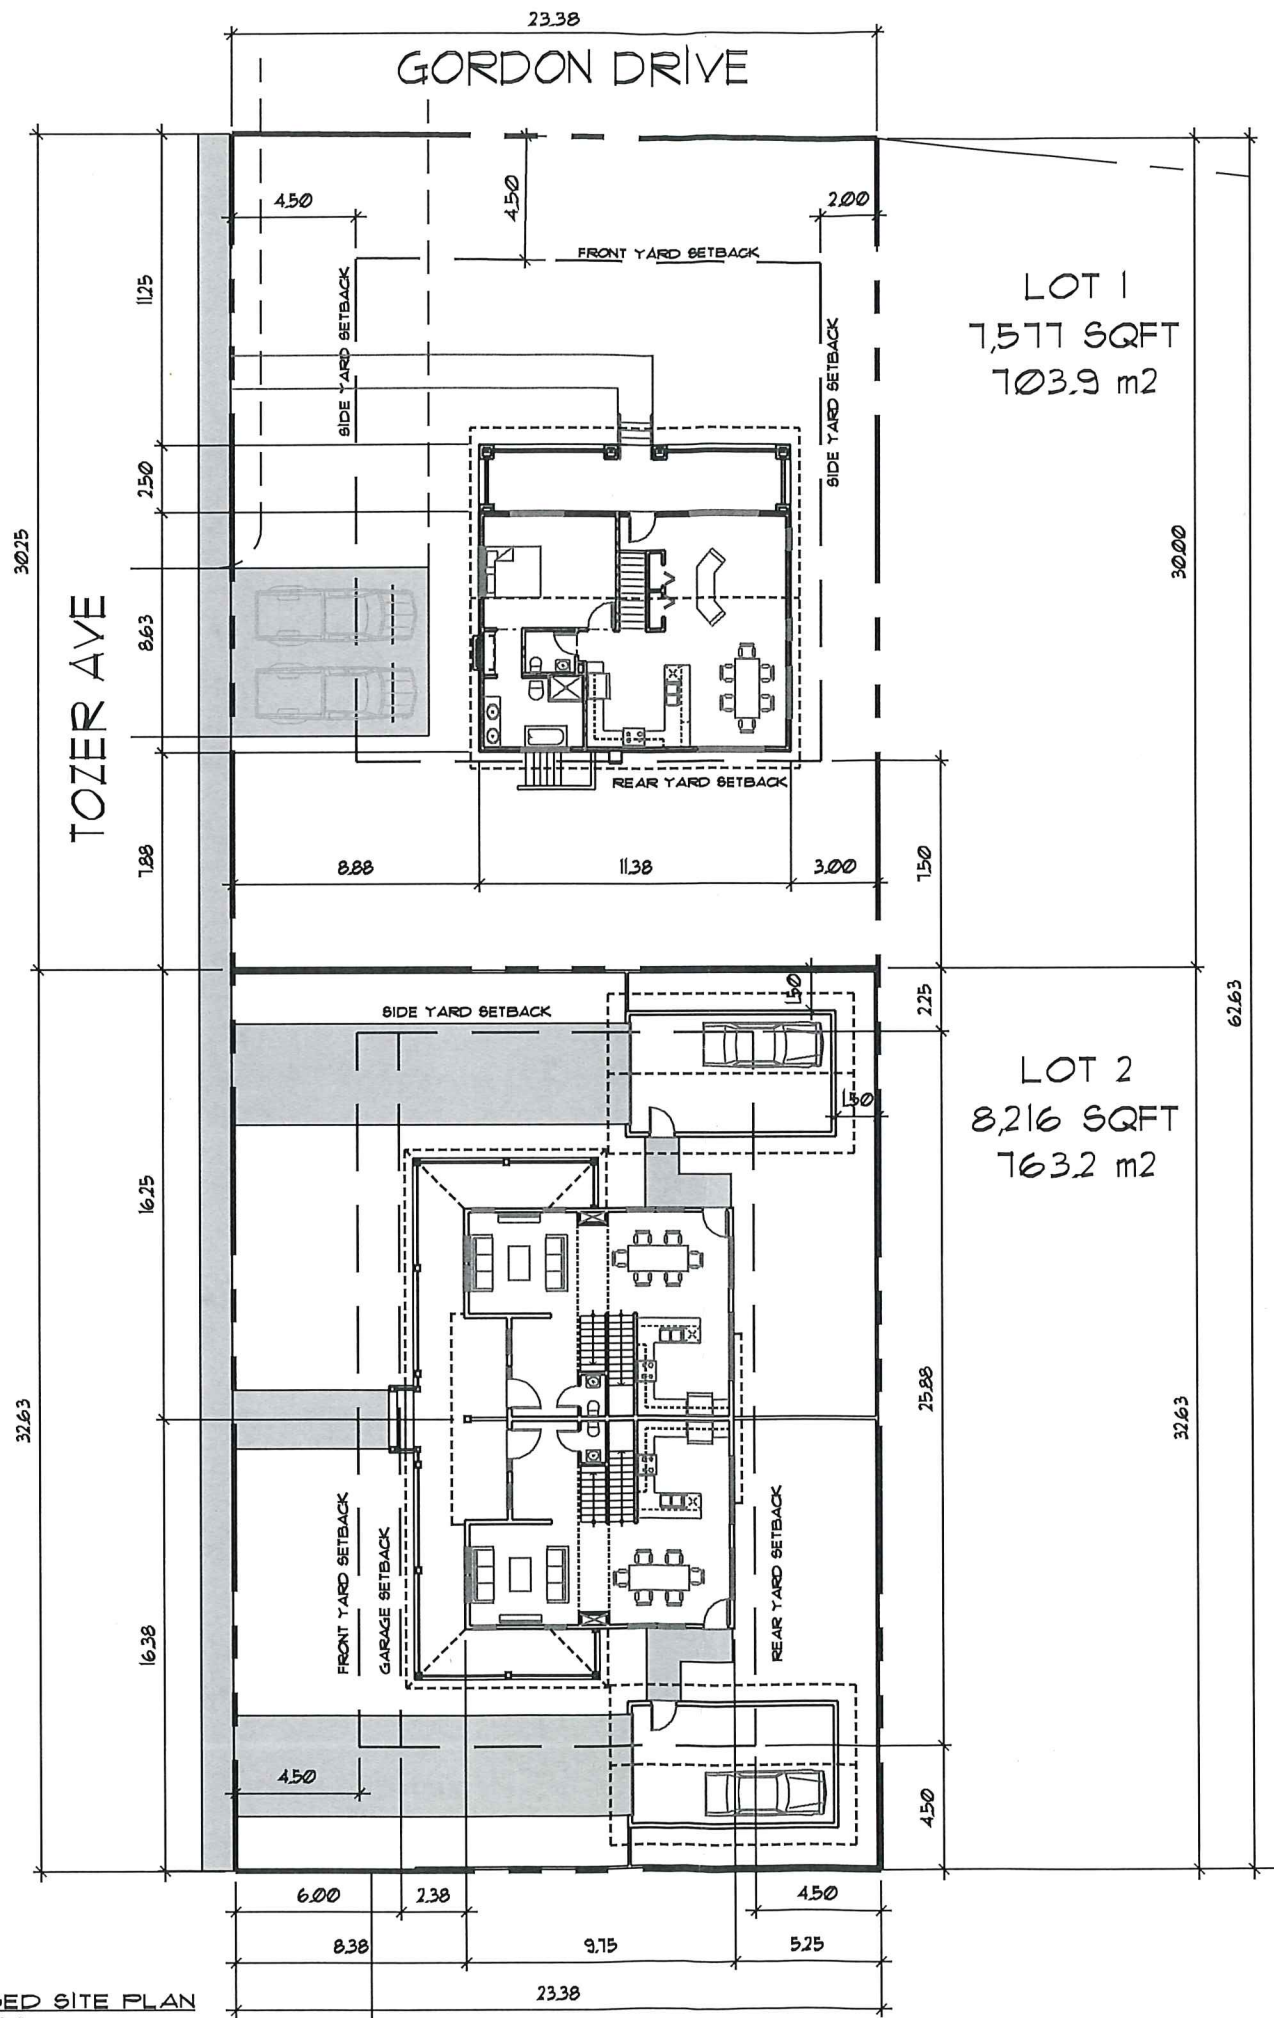 23.38
GORDON DRIVE
4.50
4.50
2.00
FRONT YARD SETBACK
SIDE YARD SETBACK
SIDE YARD SETBACK
11.25
LOT 1
7,577 SQFT
703.9 m2
2.50
30.25
30.00
8.63
TOZER AVE
REAR YARD SETBACK
7.88
8.88
11.38
3.00
7.50
62.63
SIDE YARD SETBACK
1.50
2.25
1.50
LOT 2
8,216 SQFT
763.2 m2
16.25
32.63
25.88
32.63
FRONT YARD SETBACK
GARAGE SETBACK
REAR YARD SETBACK
16.38
4.50
4.50
6.00
2.38
4.50
8.38
9.75
5.25
23.38
SED SITE PLAN